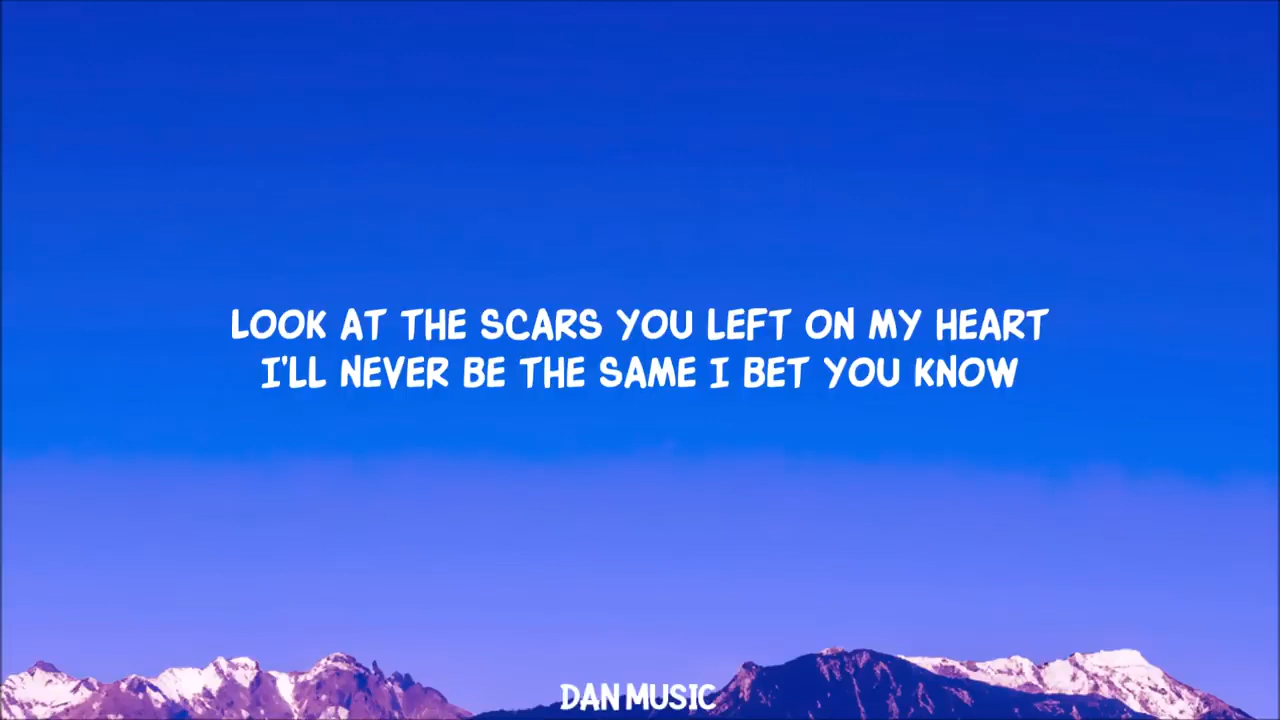 LOOK AT THE SCARS YOU LEFT ON MY HEART
I'LL NEVER BE THE SAME I BET YOU KNOW
DAN MUSIC